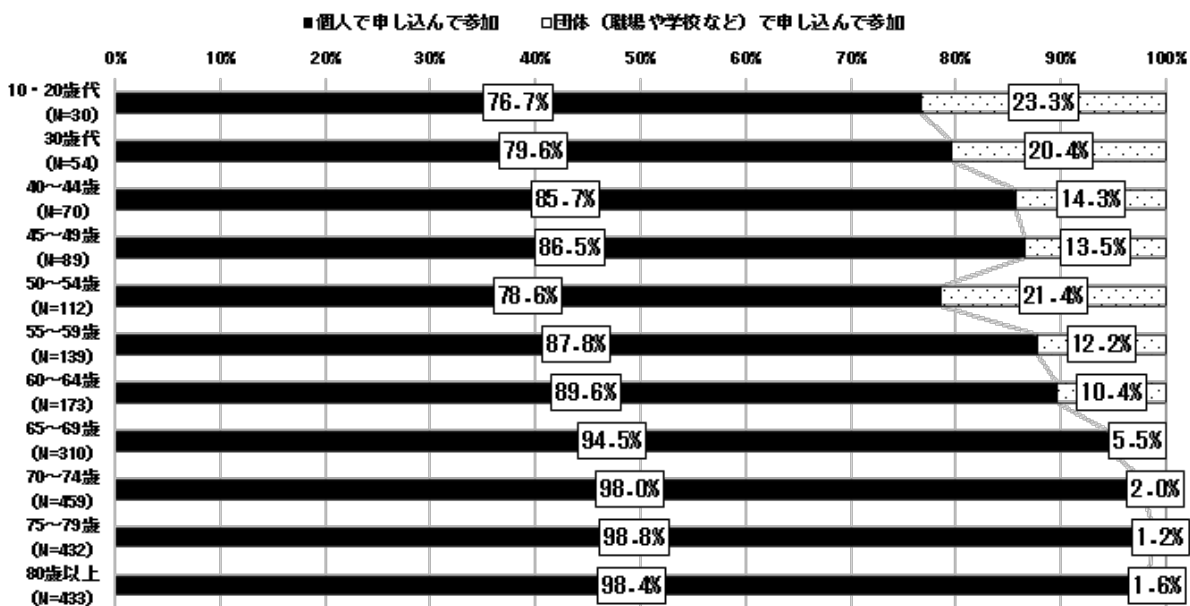 ■個人で申し込んで参加 □団体（職場や学校など）で申し込んで参加
0% 10% 20% 30% 40% 50% 60% 70% 80% 90% 100%
10・20歳代
(N=30)
76.7% 23.3%
30歳代
(N=54)
79.6% 20.4%
40～44歳
(N=70)
85.7% 14.3%
45～49歳
(N=89)
86.5% 13.5%
50～54歳
(N=112)
78.6% 21.4%
55～59歳
(N=139)
87.8% 12.2%
60～64歳
(N=173)
89.6% 10.4%
65～69歳
(N=310)
94.5% 5.5%
70～74歳
(N=459)
98.0% 2.0%
75～79歳
(N=432)
98.8% 1.2%
80歳以上
(N=433)
98.4% 1.6%